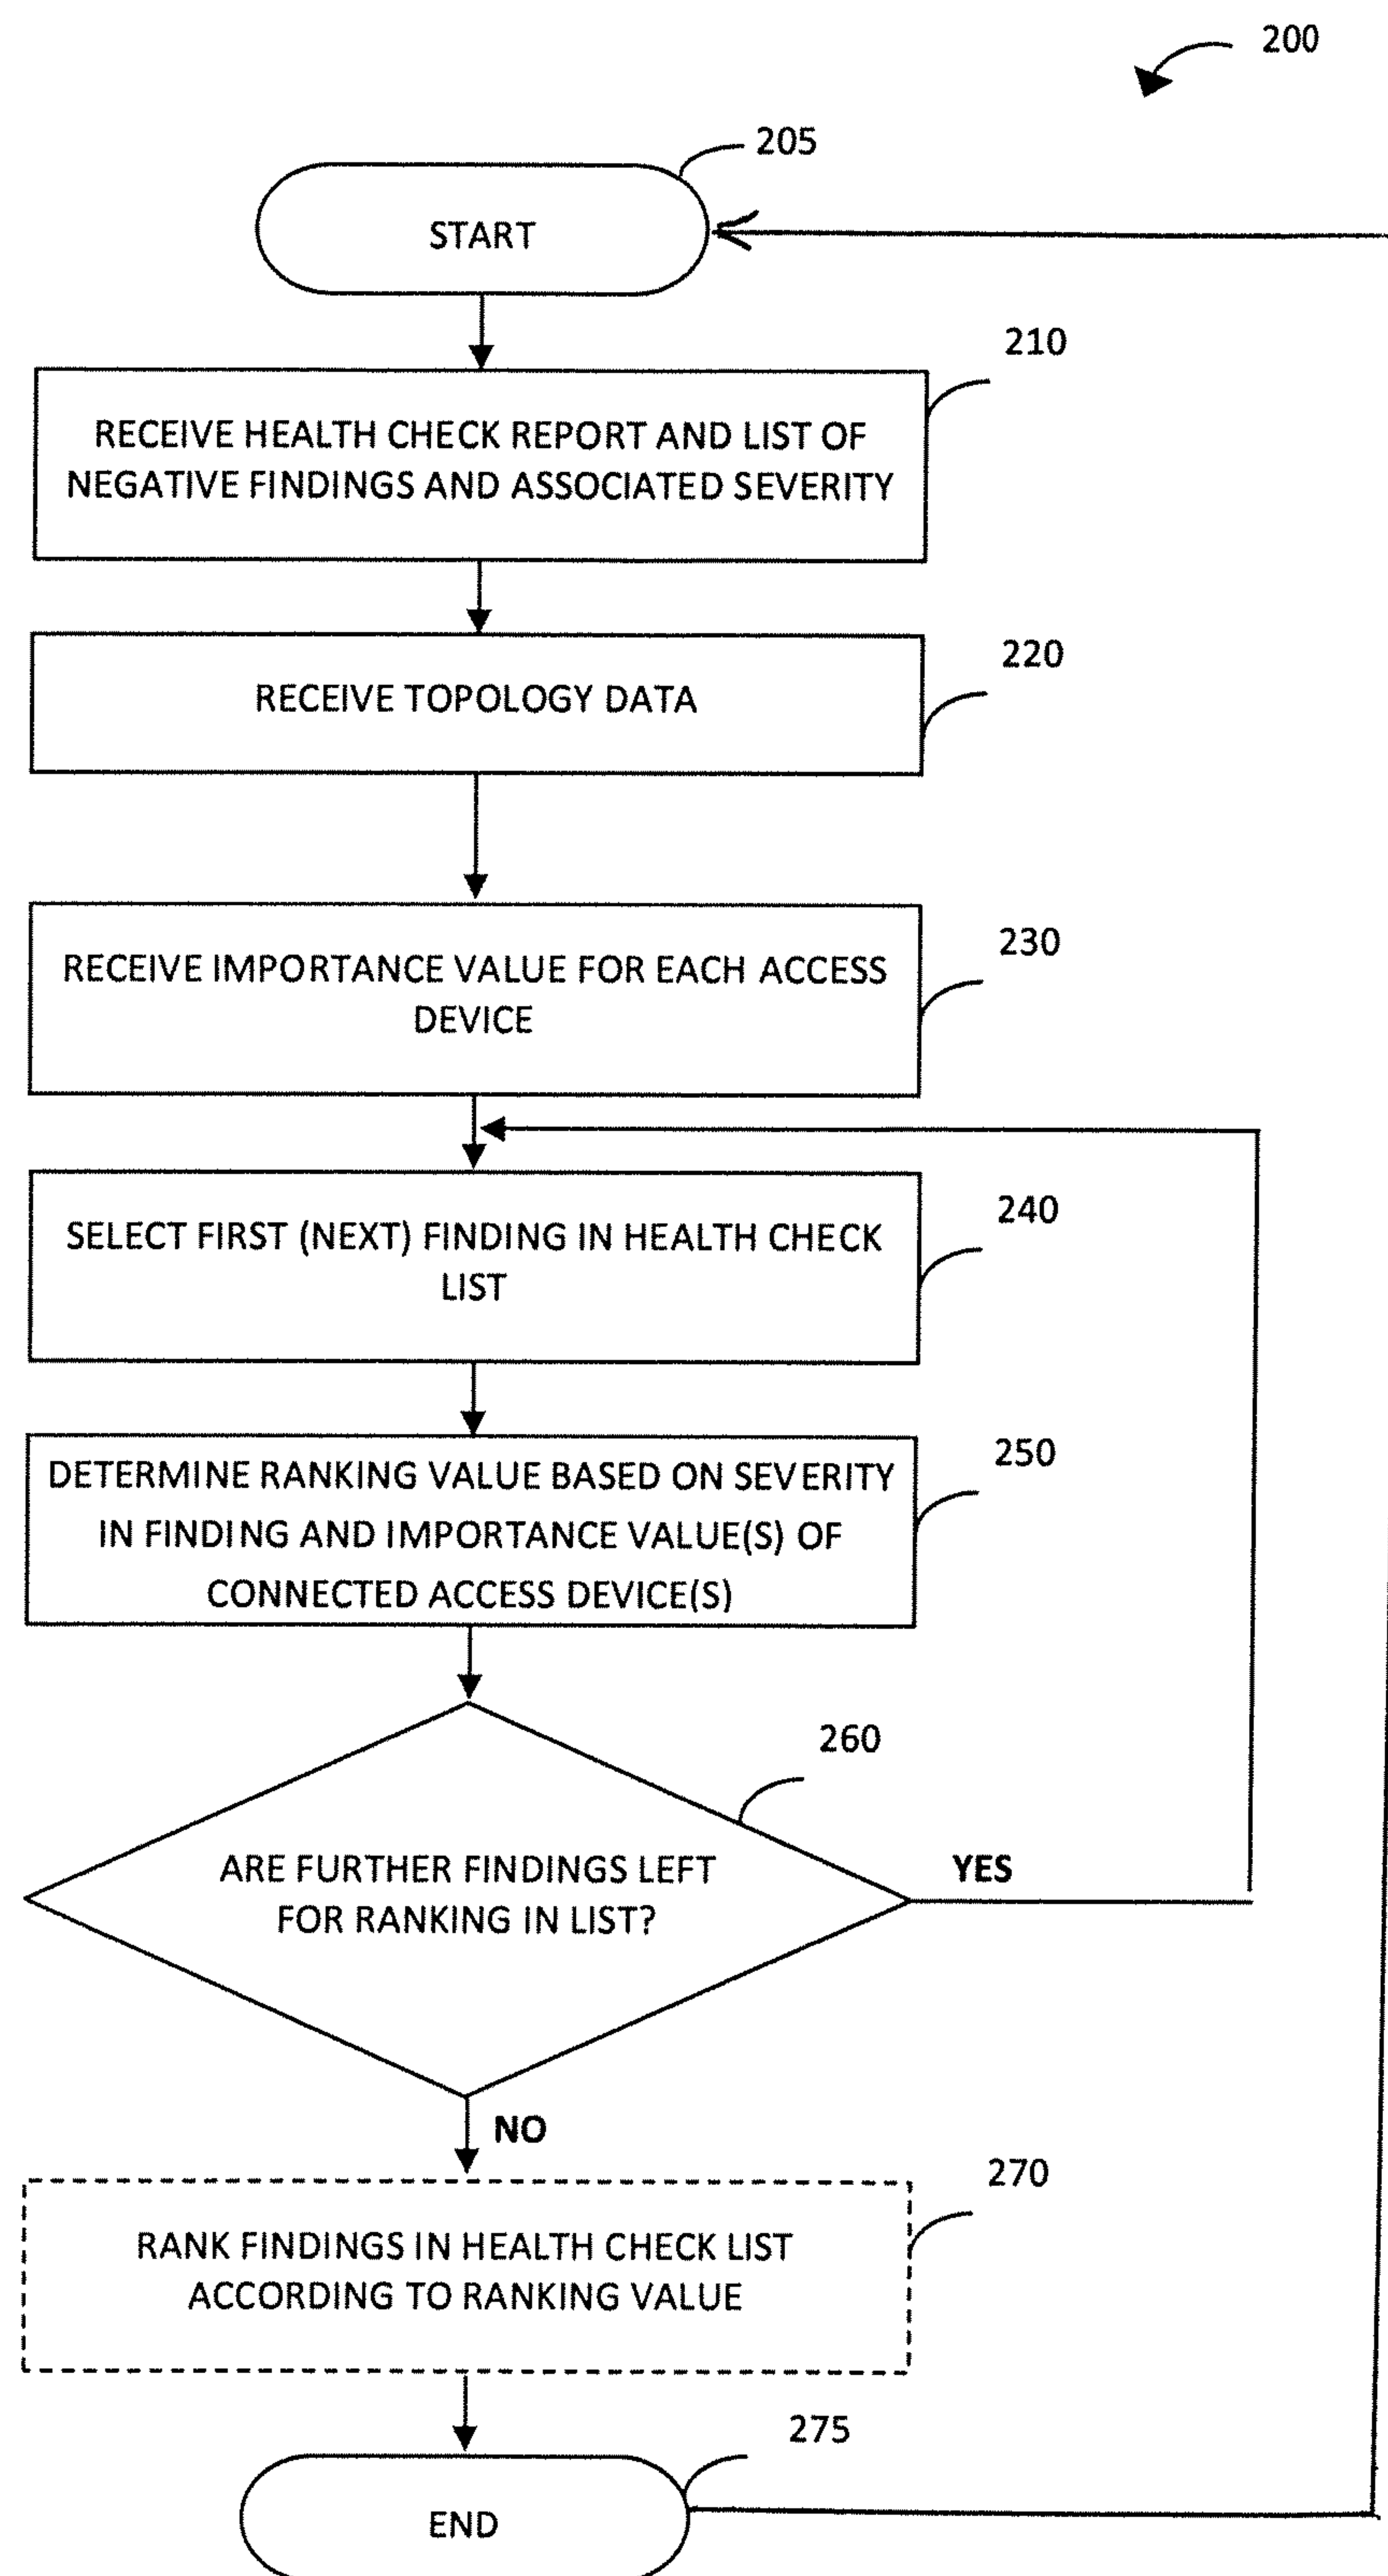 200
205
START
210
RECEIVE HEALTH CHECK REPORT AND LIST OF
NEGATIVE FINDINGS AND ASSOCIATED SEVERITY
220
RECEIVE TOPOLOGY DATA
230
RECEIVE IMPORTANCE VALUE FOR EACH ACCESS
DEVICE
240
SELECT FIRST (NEXT) FINDING IN HEALTH CHECK
LIST
250
DETERMINE RANKING VALUE BASED ON SEVERITY
IN FINDING AND IMPORTANCE VALUE(S) OF
CONNECTED ACCESS DEVICE(S)
260
ARE FURTHER FINDINGS LEFT
FOR RANKING IN LIST?
YES
NO
270
RANK FINDINGS IN HEALTH CHECK LIST
ACCORDING TO RANKING VALUE
275
END